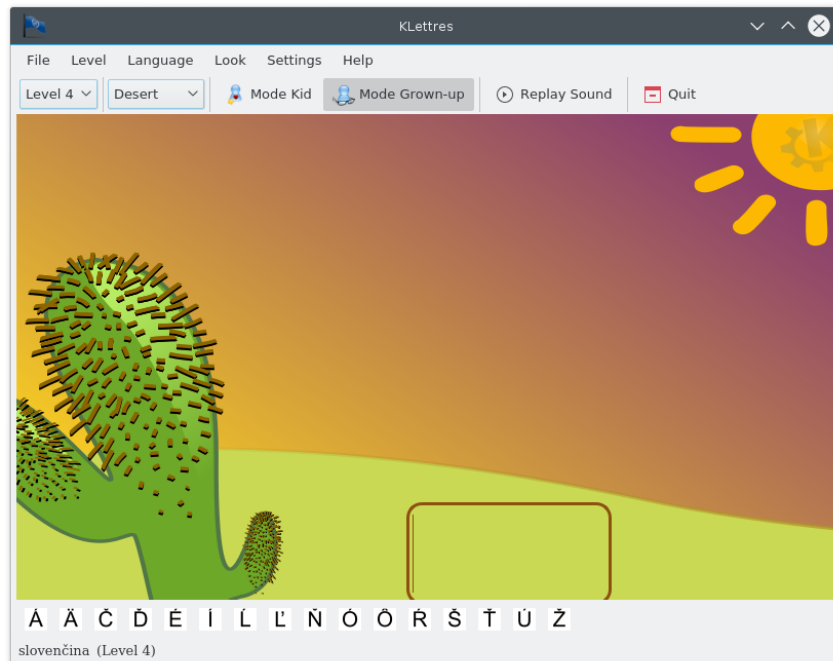 KLettres
File Level Language Look Settings Help
Level 4 Desert Mode Kid Mode Grown-up Replay Sound Quit
Á Ä Č Ď É Í Ĺ Ľ Ň Ó Ô Ŕ Š Ť Ú Ž
slovenčina (Level 4)